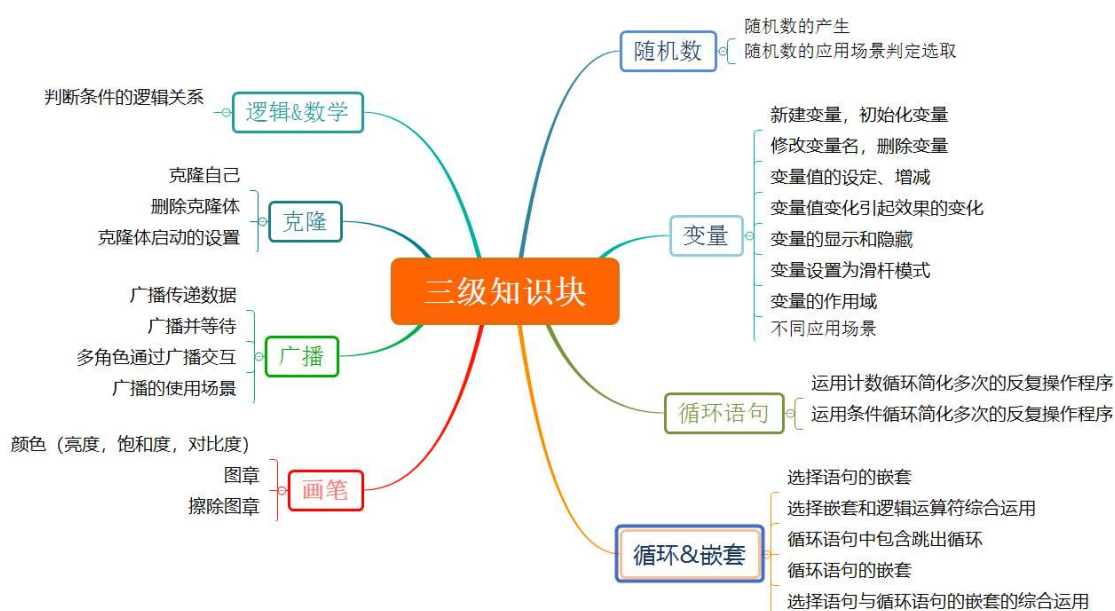 三级知识块
随机数
随机数的产生
随机数的应用场景判定选取
变量
新建变量，初始化变量
修改变量名，删除变量
变量值的设定、增减
变量值变化引起效果的变化
变量的显示和隐藏
变量设置为滑杆模式
变量的作用域
不同应用场景
循环语句
运用计数循环简化多次的反复操作程序
运用条件循环简化多次的反复操作程序
循环&嵌套
选择语句的嵌套
选择嵌套和逻辑运算符综合运用
循环语句中包含跳出循环
循环语句的嵌套
选择语句与循环语句的嵌套的综合运用
逻辑&数学
判断条件的逻辑关系
克隆
克隆自己
删除克隆体
克隆体启动的设置
广播
广播传递数据
广播并等待
多角色通过广播交互
广播的使用场景
画笔
颜色（亮度，饱和度，对比度）
图章
擦除图章